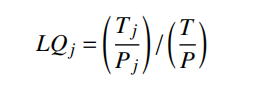 LQ_j = (T_j / P_j) / (T / P)